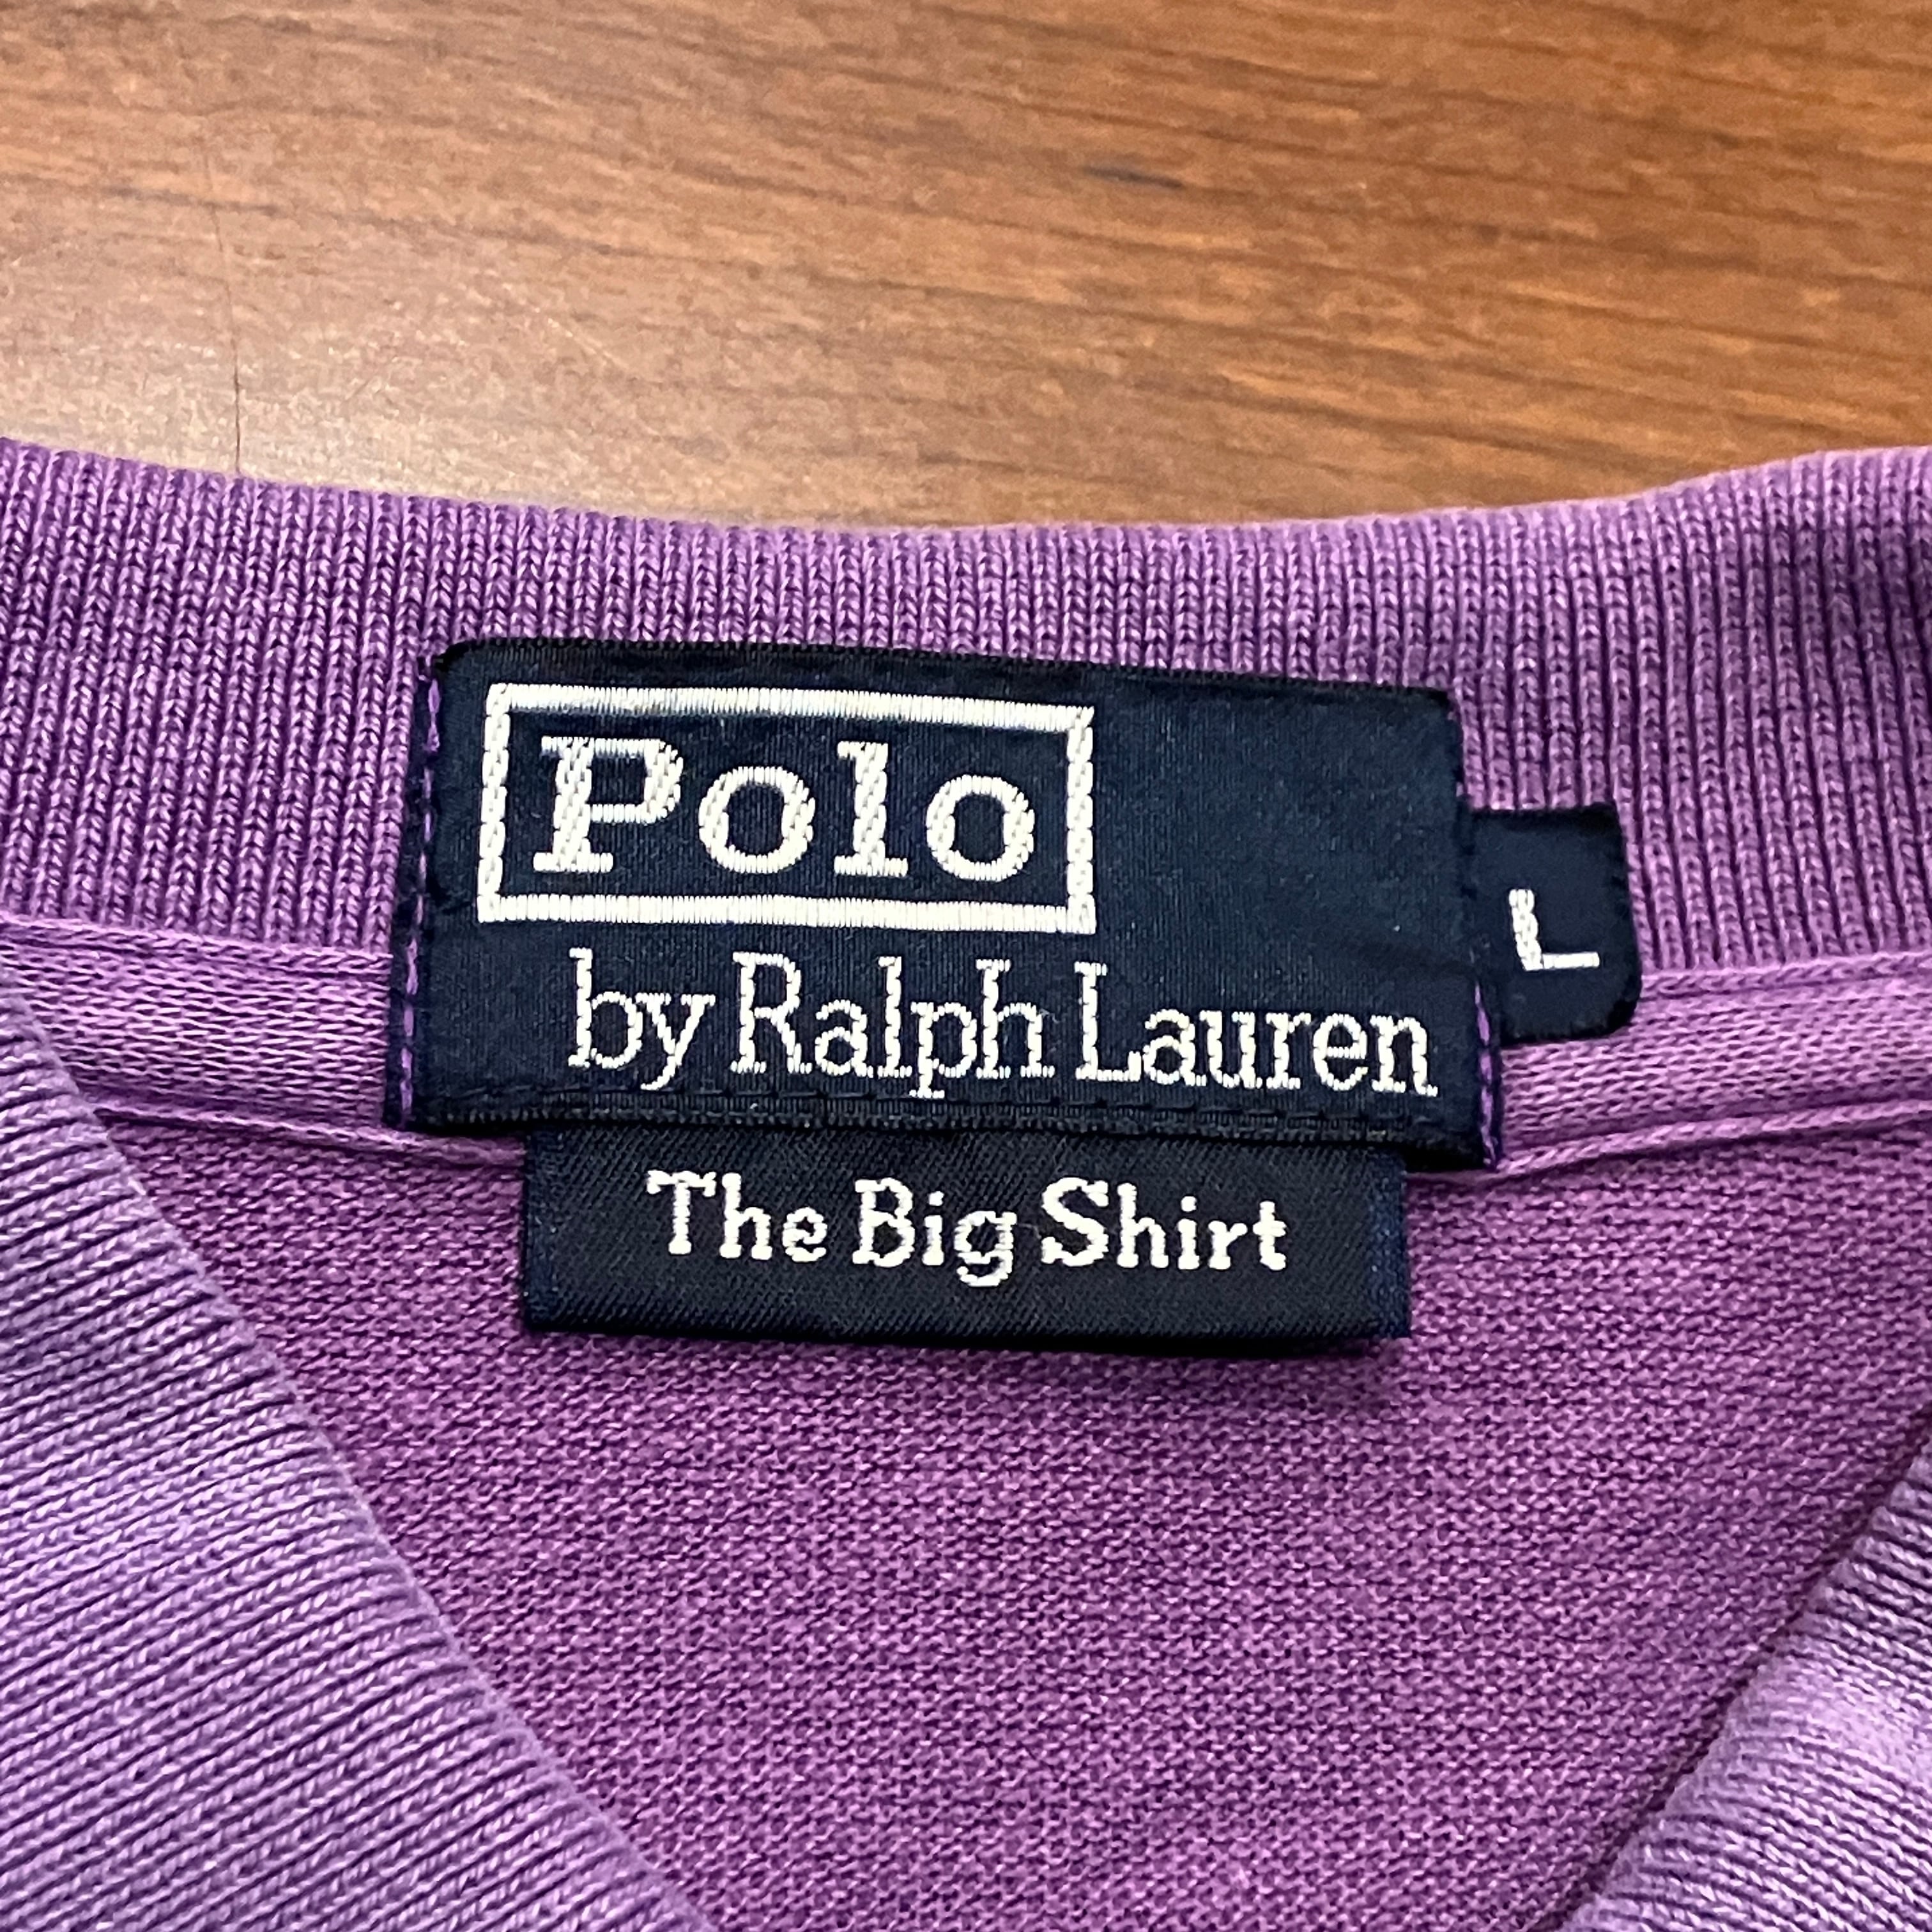 Polo
by Ralph Lauren
L
The Big Shirt